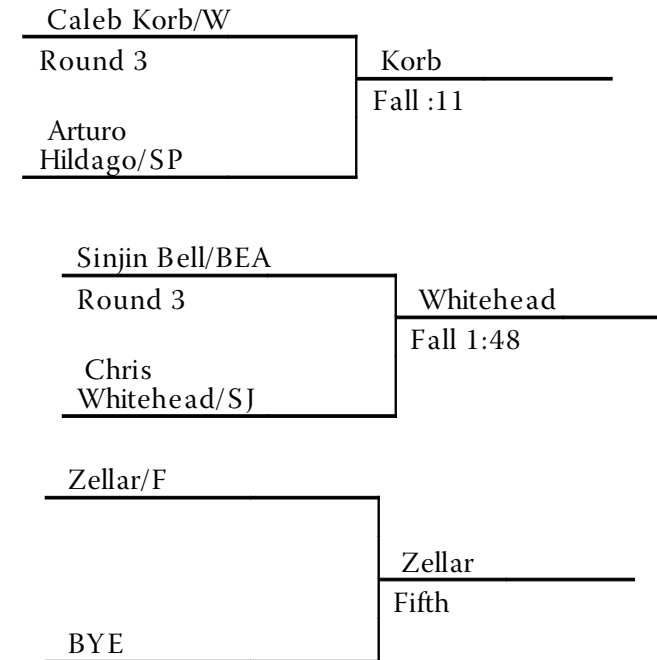 Caleb Korb/W
Round 3
Korb
Fall :11
Arturo
Hildago/SP
Sinjin Bell/BEA
Round 3
Whitehead
Fall 1:48
Chris
Whitehead/SJ
Zellar/F
Zellar
Fifth
BYE